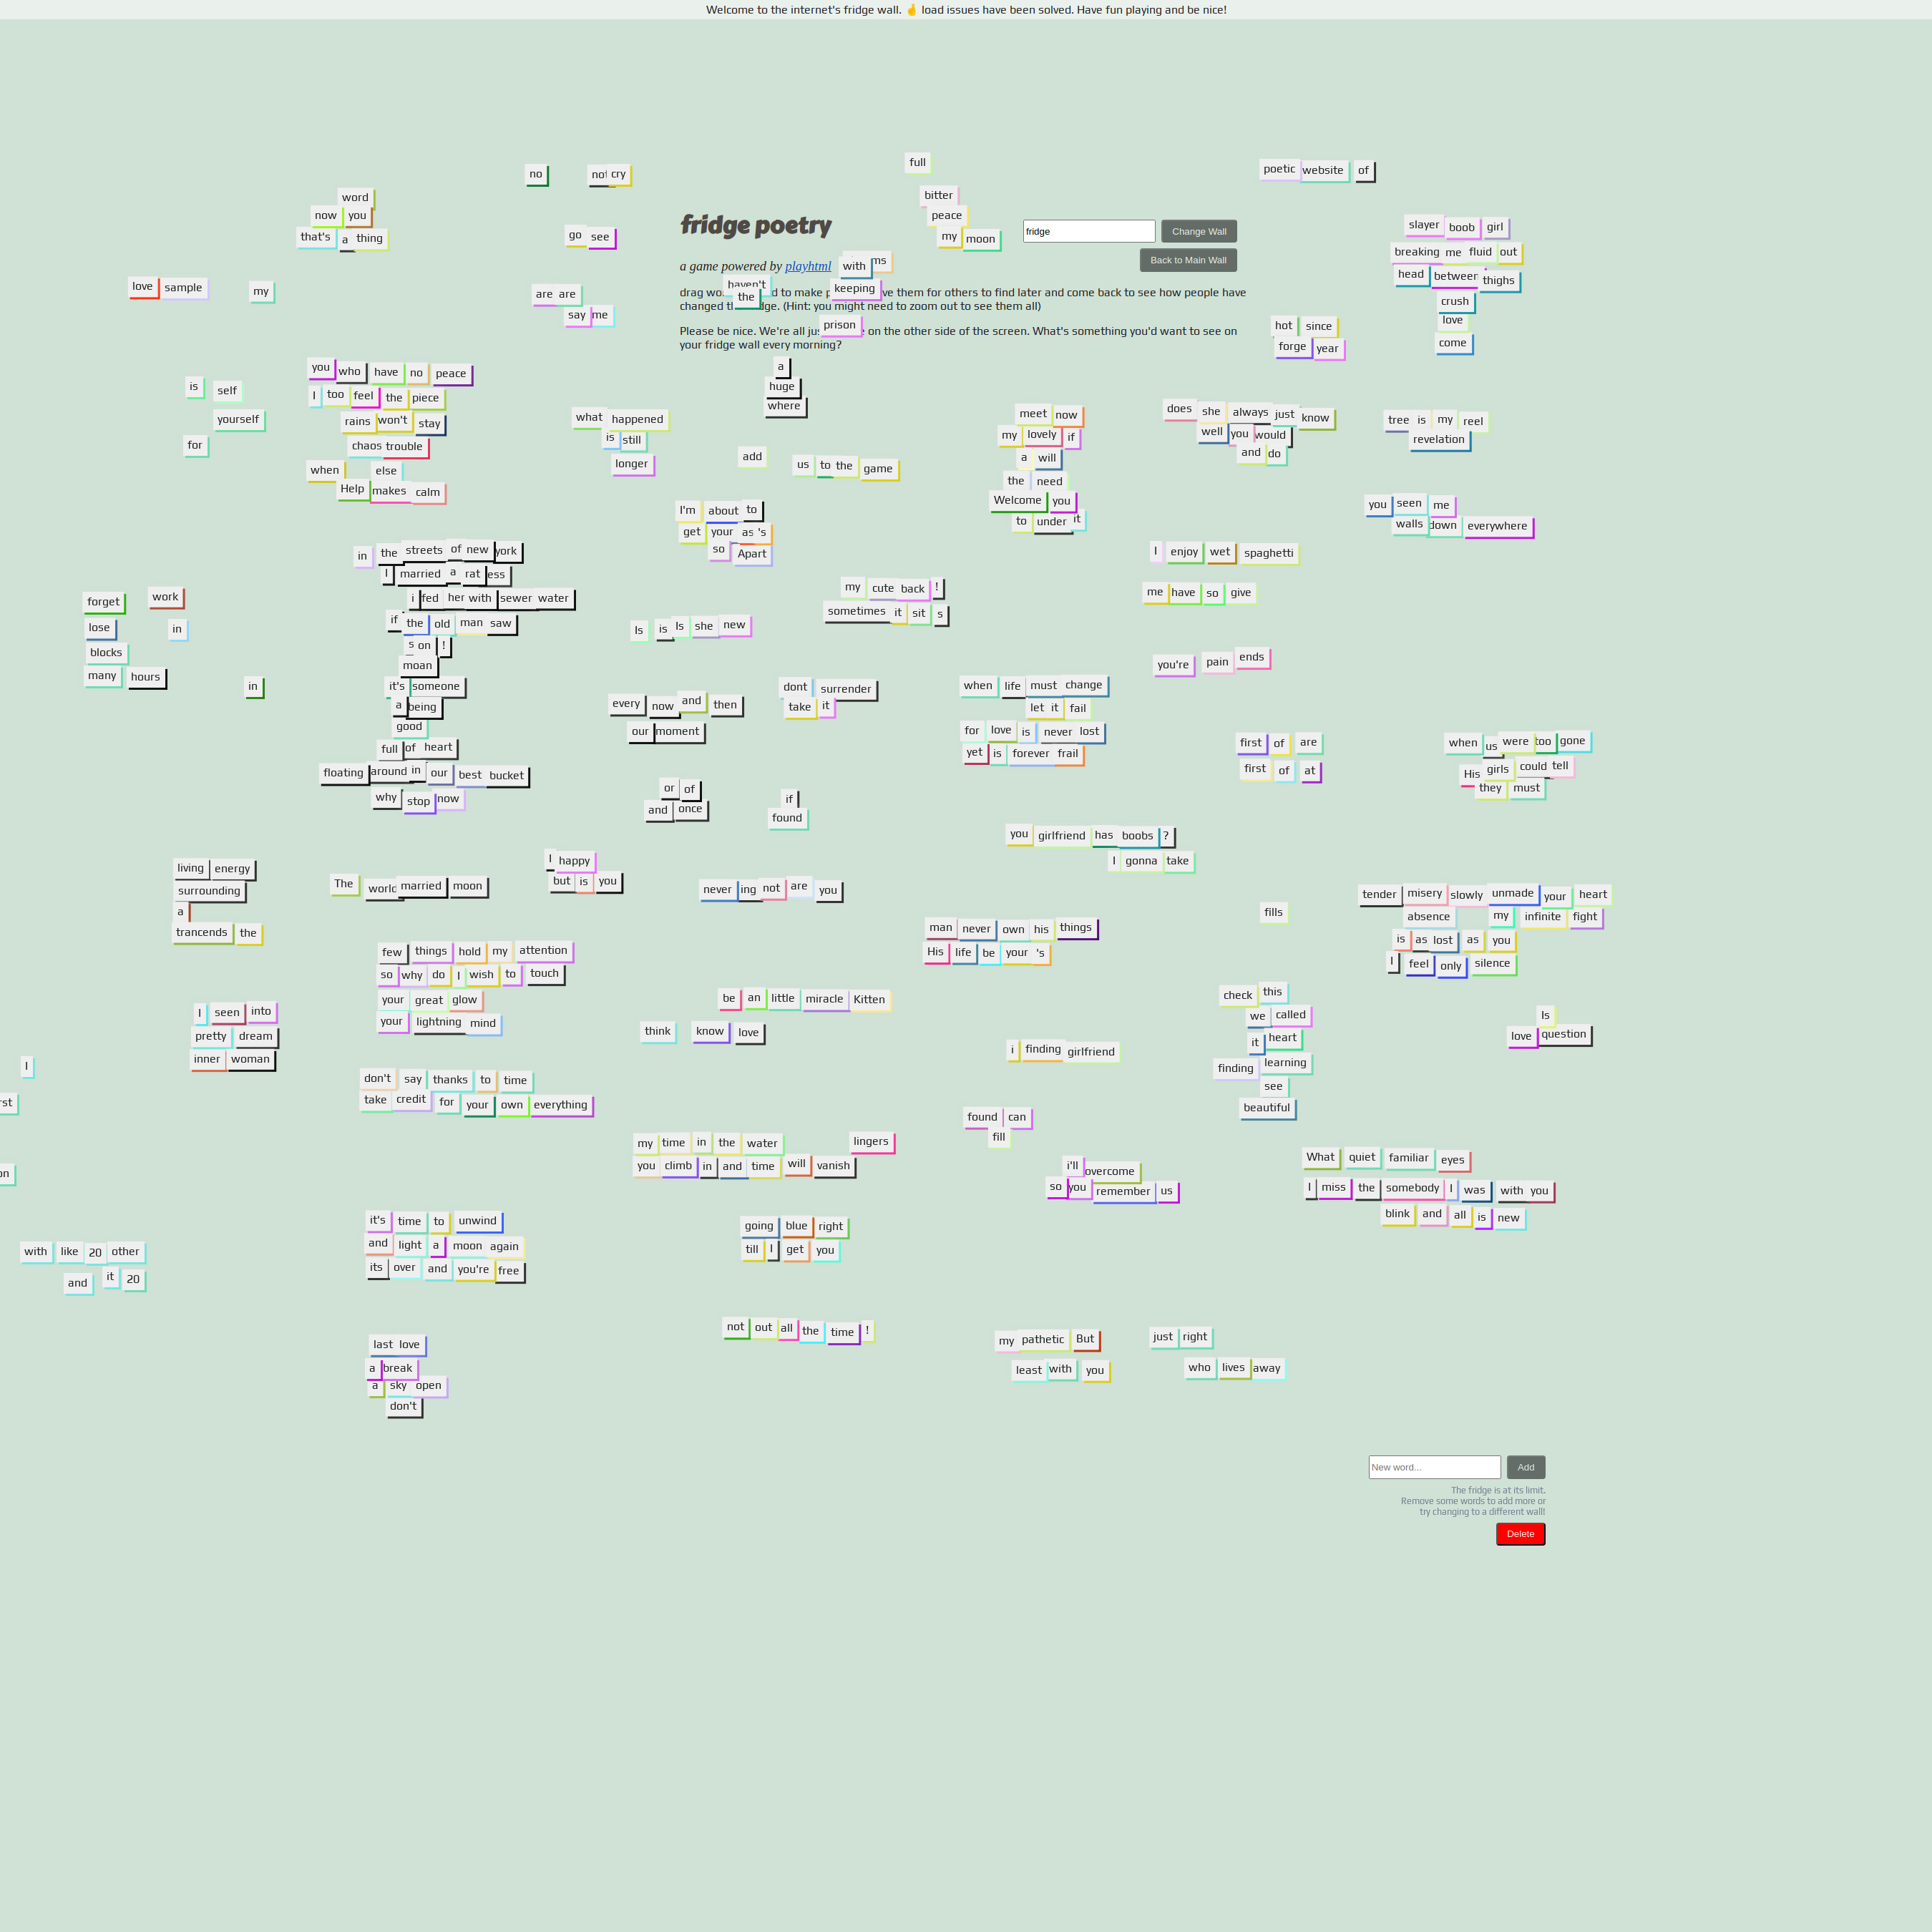 Welcome to the internet's fridge wall. 🤞 load issues have been solved. Have fun playing and be nice!
fridge poetry
fridge
Change Wall
Back to Main Wall
a game powered by playhtml
drag wo d to make p ve them for others to find later and come back to see how people have
changed t dge. (Hint: you might need to zoom out to see them all)
Please be nice. We're all jus on the other side of the screen. What's something you'd want to see on
your fridge wall every morning?
with ms
haven't
the
keeping
prison
full
bitter
peace
my moon
no
not cry
go see
are are
say me
word
now you
that's a thing
love sample
my
poetic website of
slayer boob girl
breaking me fluid out
head between thighs
crush
love
come
hot since
forge year
is self
yourself
for
you who have no peace
I too feel the piece
rains won't stay
chaos trouble
when else
Help makes calm
what happened
is still
longer
a
huge
where
add
us to the game
meet now
my lovely if
a will
the need
Welcome you
to under it
does she always just know
well you would
and do
tree is my reel
revelation
you seen me
walls down everywhere
I'm about to
get your as 's
so Apart
I enjoy wet spaghetti
me have so give
in the streets of new york
I married a rat ess
i fed her with sewer water
if the old man saw
s on !
moan
it's someone
a being
good
full of heart
floating around in our best bucket
why stop now
my cute back !
sometimes it sit s
forget
work
lose
in
blocks
many hours
in
Is is Is she new
you're pain ends
every now and then
our moment
dont surrender
take it
when life must change
let it fail
for love is never lost
yet is forever frail
first of are
first of at
when us were too gone
His girls could tell
they must
or of
and once
if
found
you girlfriend has boobs ?
I gonna take
living energy
surrounding
a
trancends the
The world married moon
I happy
but is you
never ing not are you
tender misery slowly unmade your heart
absence my infinite fight
is as lost as you
I feel only silence
fills
man never own his things
His life be your 's
few things hold my attention
so why do I wish to touch
your great glow
your lightning mind
be an little miracle Kitten
think know love
check this
we called
it heart
finding learning
see
beautiful
Is
love question
I seen into
pretty dream
inner woman
I
rst
on
i finding girlfriend
don't say thanks to time
take credit for your own everything
found can
fill
my time in the water lingers
you climb in and time will vanish
i'll overcome
so you remember us
What quiet familiar eyes
I miss the somebody I was with you
blink and all is new
it's time to unwind
and light a moon again
its over and you're free
going blue right
till I get you
with like 20 other
and it 20
not out all the time !
my pathetic But
least with you
just right
who lives away
last love
a break
a sky open
don't
New word...
Add
The fridge is at its limit.
Remove some words to add more or
try changing to a different wall!
Delete